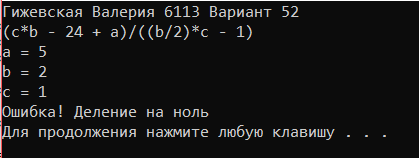 Гижевская Валерия 6113 Вариант 52
(c*b - 24 + a)/((b/2)*c - 1)
a = 5
b = 2
c = 1
Ошибка! Деление на ноль
Для продолжения нажмите любую клавишу . . .